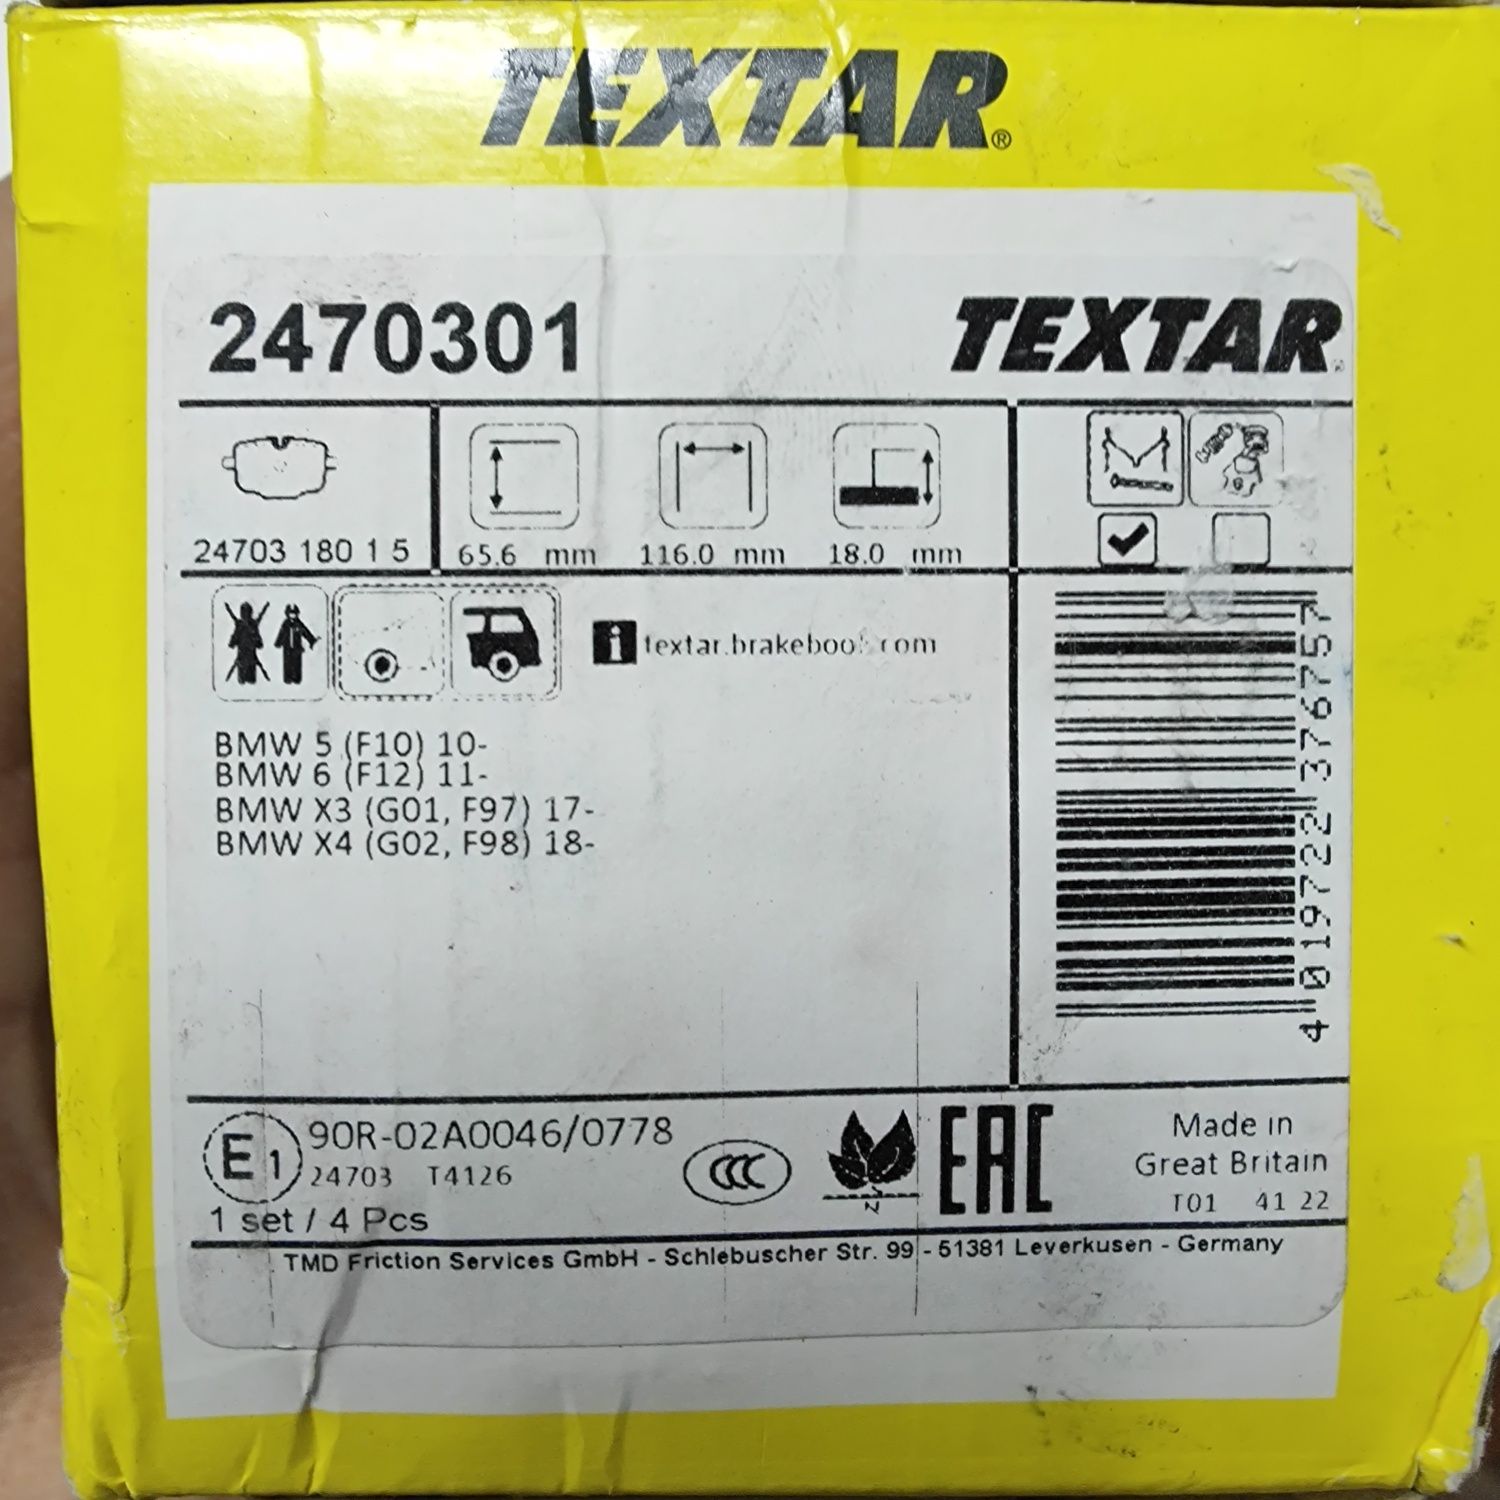 TEXTAR®
2470301 TEXTAR
24703 180 1 5
65.6 mm 116.0 mm 18.0 mm
i
BMW 5 (F10) 10-
BMW 6 (F12) 11-
BMW X3 (G01, F97) 17-
BMW X4 (G02, F98) 18-
4 019722 376757
E1 90R-02A0046/0778
24703 T4126
1 set / 4 Pcs
CCC
EAC
Made in
Great Britain
T01 41 22
TMD Friction Services GmbH - Schlebuscher Str. 99 - 51381 Leverkusen - Germany